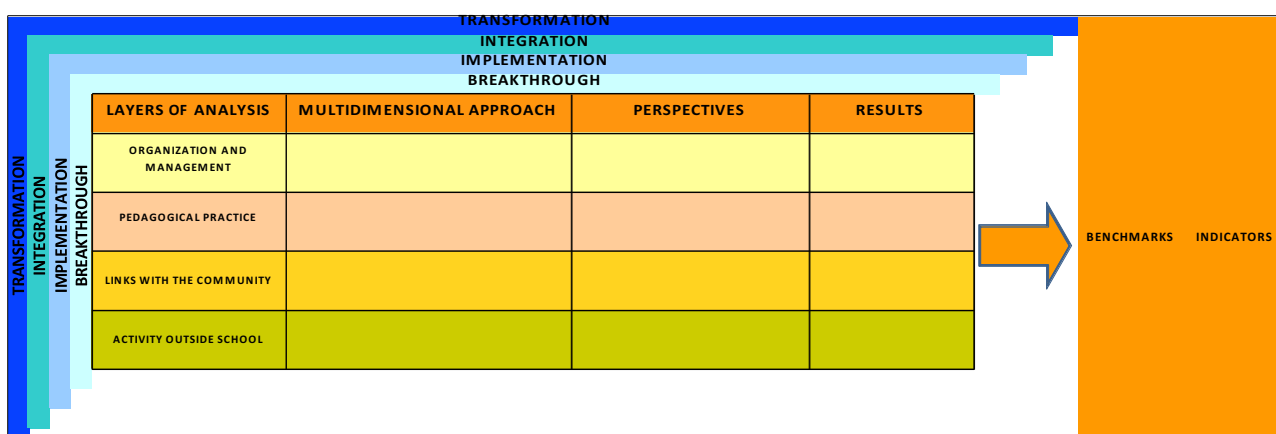 TRANSFORMATION
INTEGRATION
IMPLEMENTATION
BREAKTHROUGH
TRANSFORMATION
INTEGRATION
IMPLEMENTATION
BREAKTHROUGH
LAYERS OF ANALYSIS MULTIDIMENSIONAL APPROACH PERSPECTIVES RESULTS
ORGANIZATION AND
MANAGEMENT
PEDAGOGICAL PRACTICE
LINKS WITH THE COMMUNITY
ACTIVITY OUTSIDE SCHOOL
BENCHMARKS INDICATORS